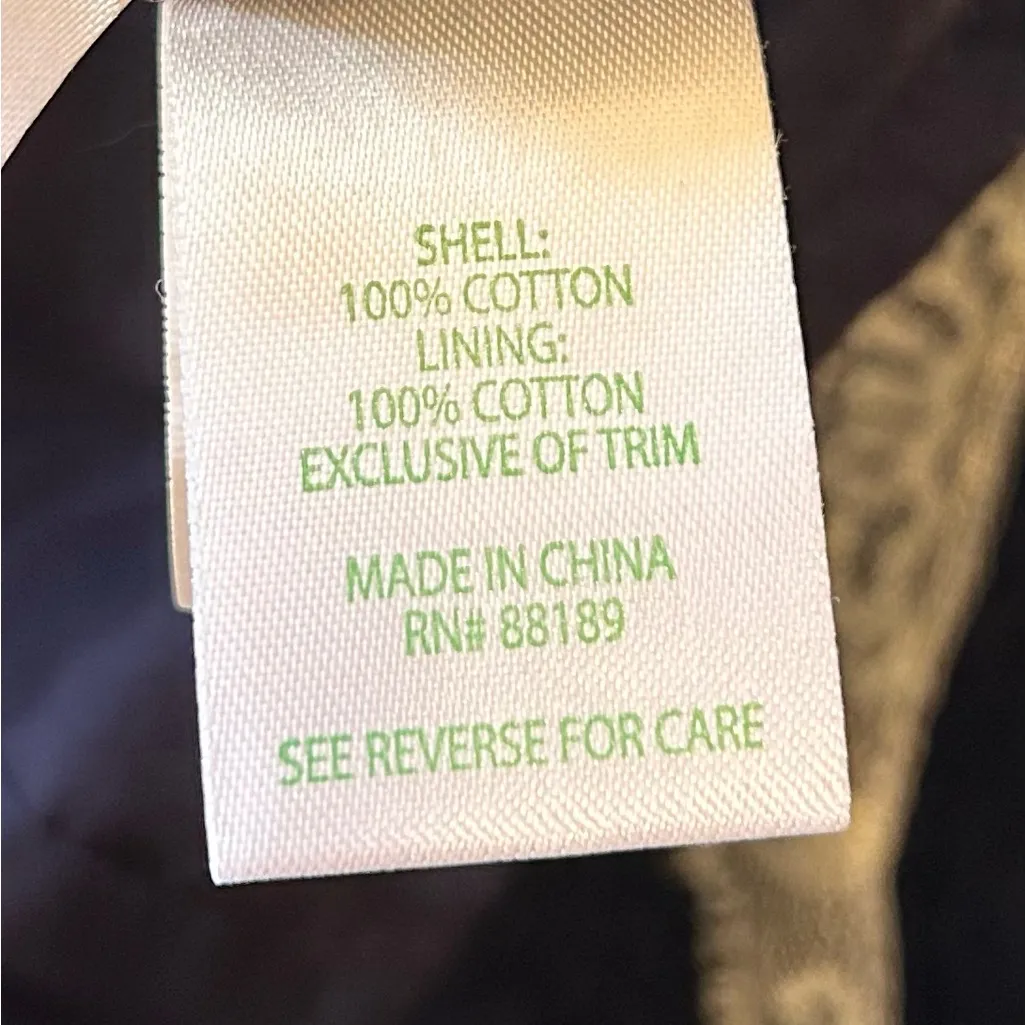 SHELL:
100% COTTON
LINING:
100% COTTON
EXCLUSIVE OF TRIM
MADE IN CHINA
RN# 88189
SEE REVERSE FOR CARE